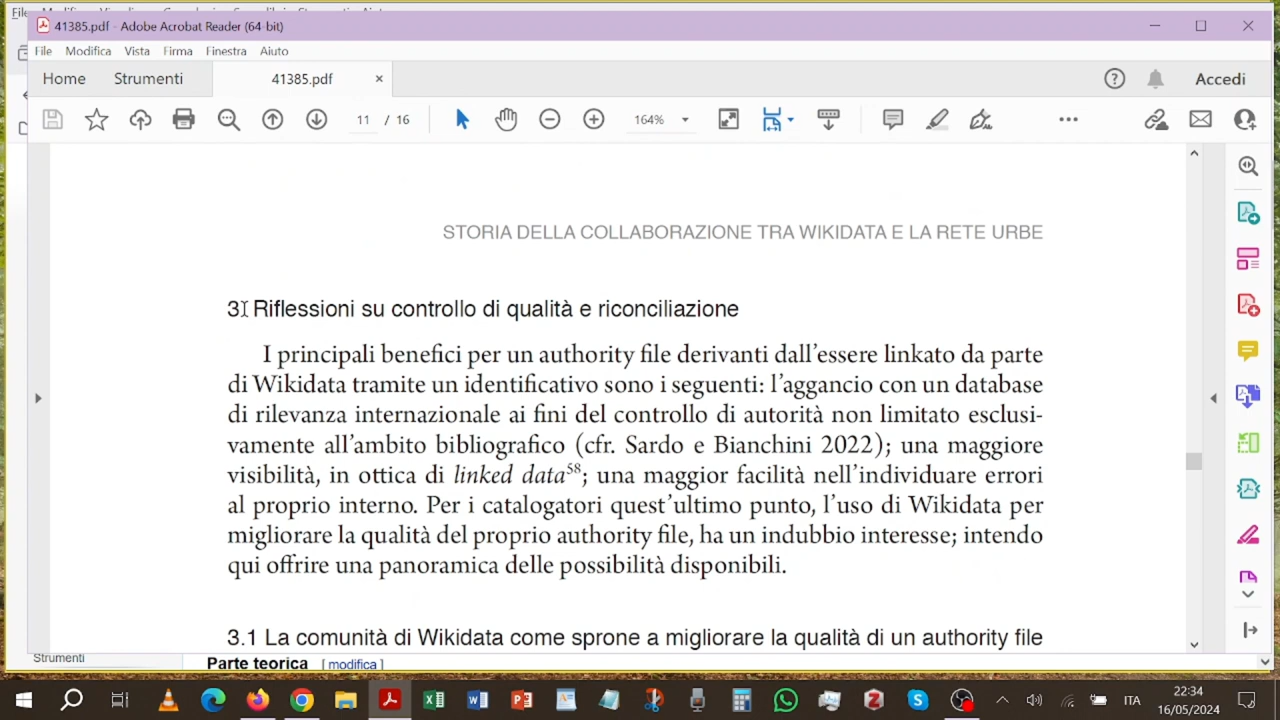 41385.pdf - Adobe Acrobat Reader (64-bit)
File Modifica Vista Firma Finestra Aiuto
Home Strumenti 41385.pdf × Accedi
11 / 16 164%
STORIA DELLA COLLABORAZIONE TRA WIKIDATA E LA RETE URBE
3 Riflessioni su controllo di qualità e riconciliazione
I principali benefici per un authority file derivanti dall’essere linkato da parte
di Wikidata tramite un identificativo sono i seguenti: l’aggancio con un database
di rilevanza internazionale ai fini del controllo di autorità non limitato esclusi-
vamente all’ambito bibliografico (cfr. Sardo e Bianchini 2022); una maggiore
visibilità, in ottica di linked data58; una maggior facilità nell’individuare errori
al proprio interno. Per i catalogatori quest’ultimo punto, l’uso di Wikidata per
migliorare la qualità del proprio authority file, ha un indubbio interesse; intendo
qui offrire una panoramica delle possibilità disponibili.
3.1 La comunità di Wikidata come sprone a migliorare la qualità di un authority file
Strumenti
Parte teorica [ modifica ]
ITA
22:34
16/05/2024